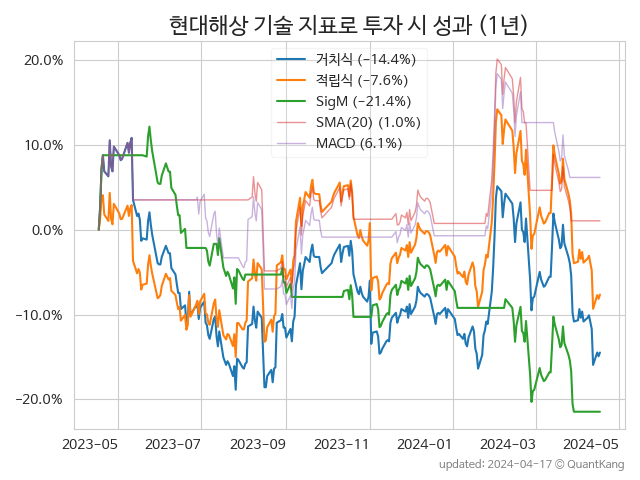 현대해상 기술 지표로 투자 시 성과 (1년)
거치식 (−14.4%)
적립식 (−7.6%)
SigM (−21.4%)
SMA(20) (1.0%)
MACD (6.1%)
20.0%
10.0%
0.0%
−10.0%
−20.0%
2023-05 2023-07 2023-09 2023-11 2024-01 2024-03 2024-05
updated: 2024-04-17 © QuantKang